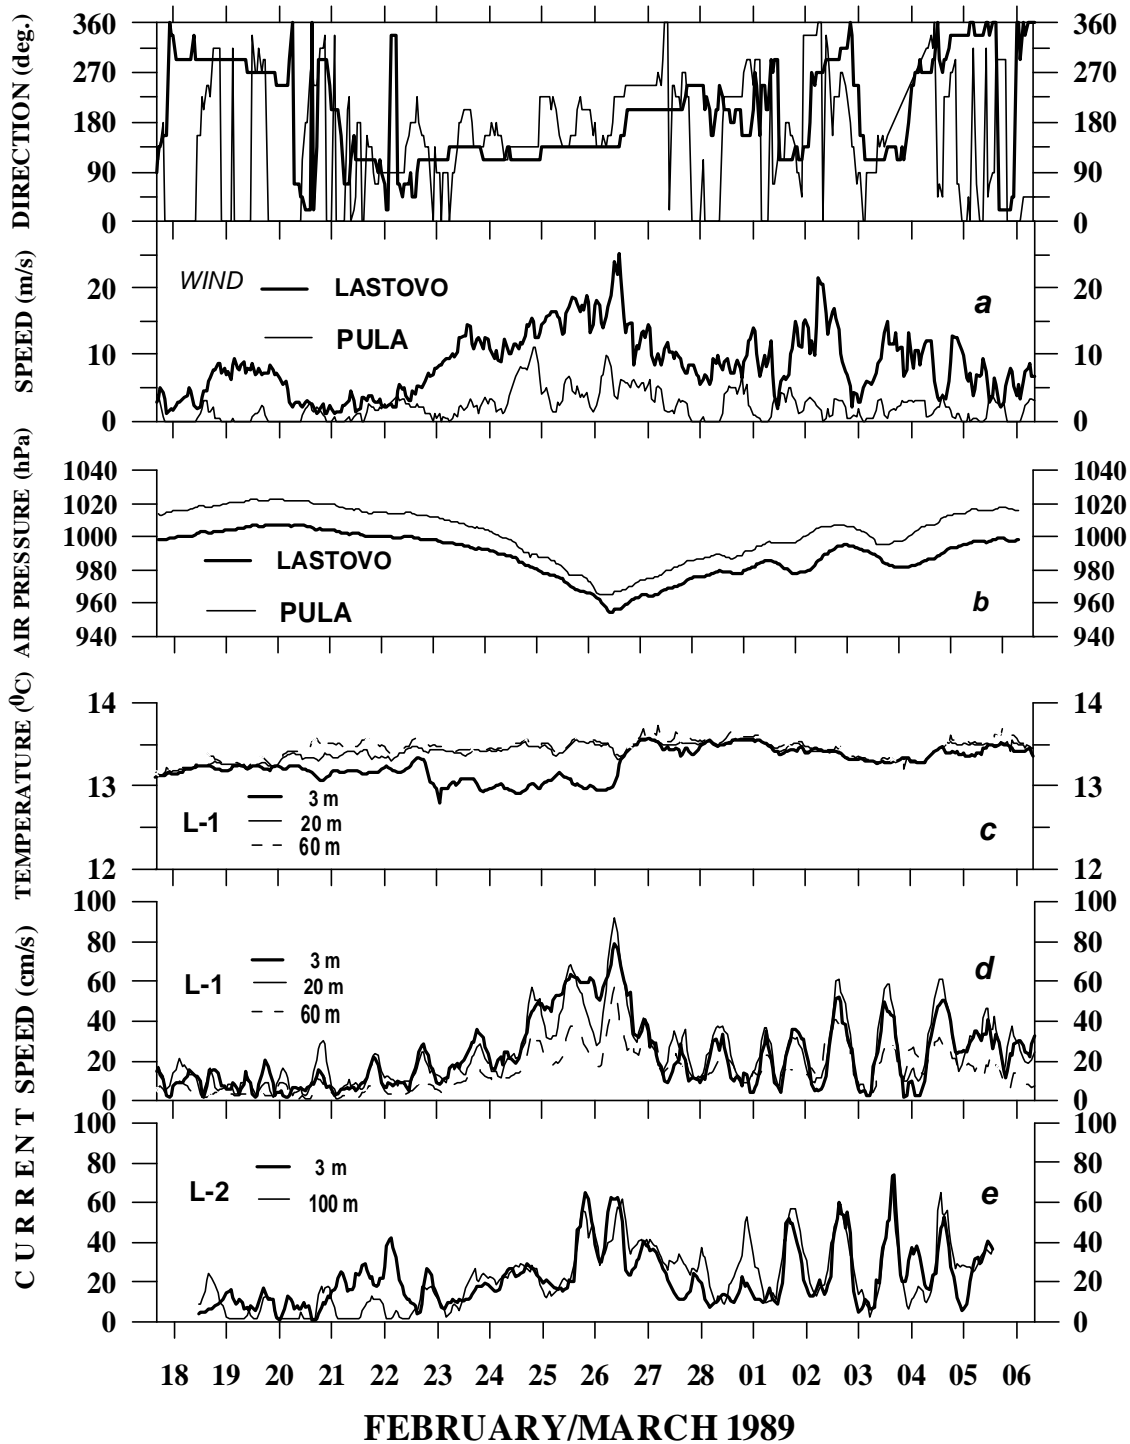 DIRECTION (deg.)
360 360
270 270
180 180
90 90
0 0
SPEED (m/s)
WIND LASTOVO a
20 20
PULA
10 10
0 0
AIR PRESSURE (hPa)
1040 1040
1020 1020
1000 1000
LASTOVO
980 980
960 PULA b 960
940 940
TEMPERATURE (⁰C)
14 14
13 13
3 m
L-1 20 m c
60 m
12 12
CURRENT SPEED (cm/s)
100 100
80 80
3 m d
60 L-1 20 m 60
60 m
40 40
20 20
0 0
100 100
80 80
3 m
L-2 e
60 100 m 60
40 40
20 20
0 0
18 19 20 21 22 23 24 25 26 27 28 01 02 03 04 05 06
FEBRUARY/MARCH 1989